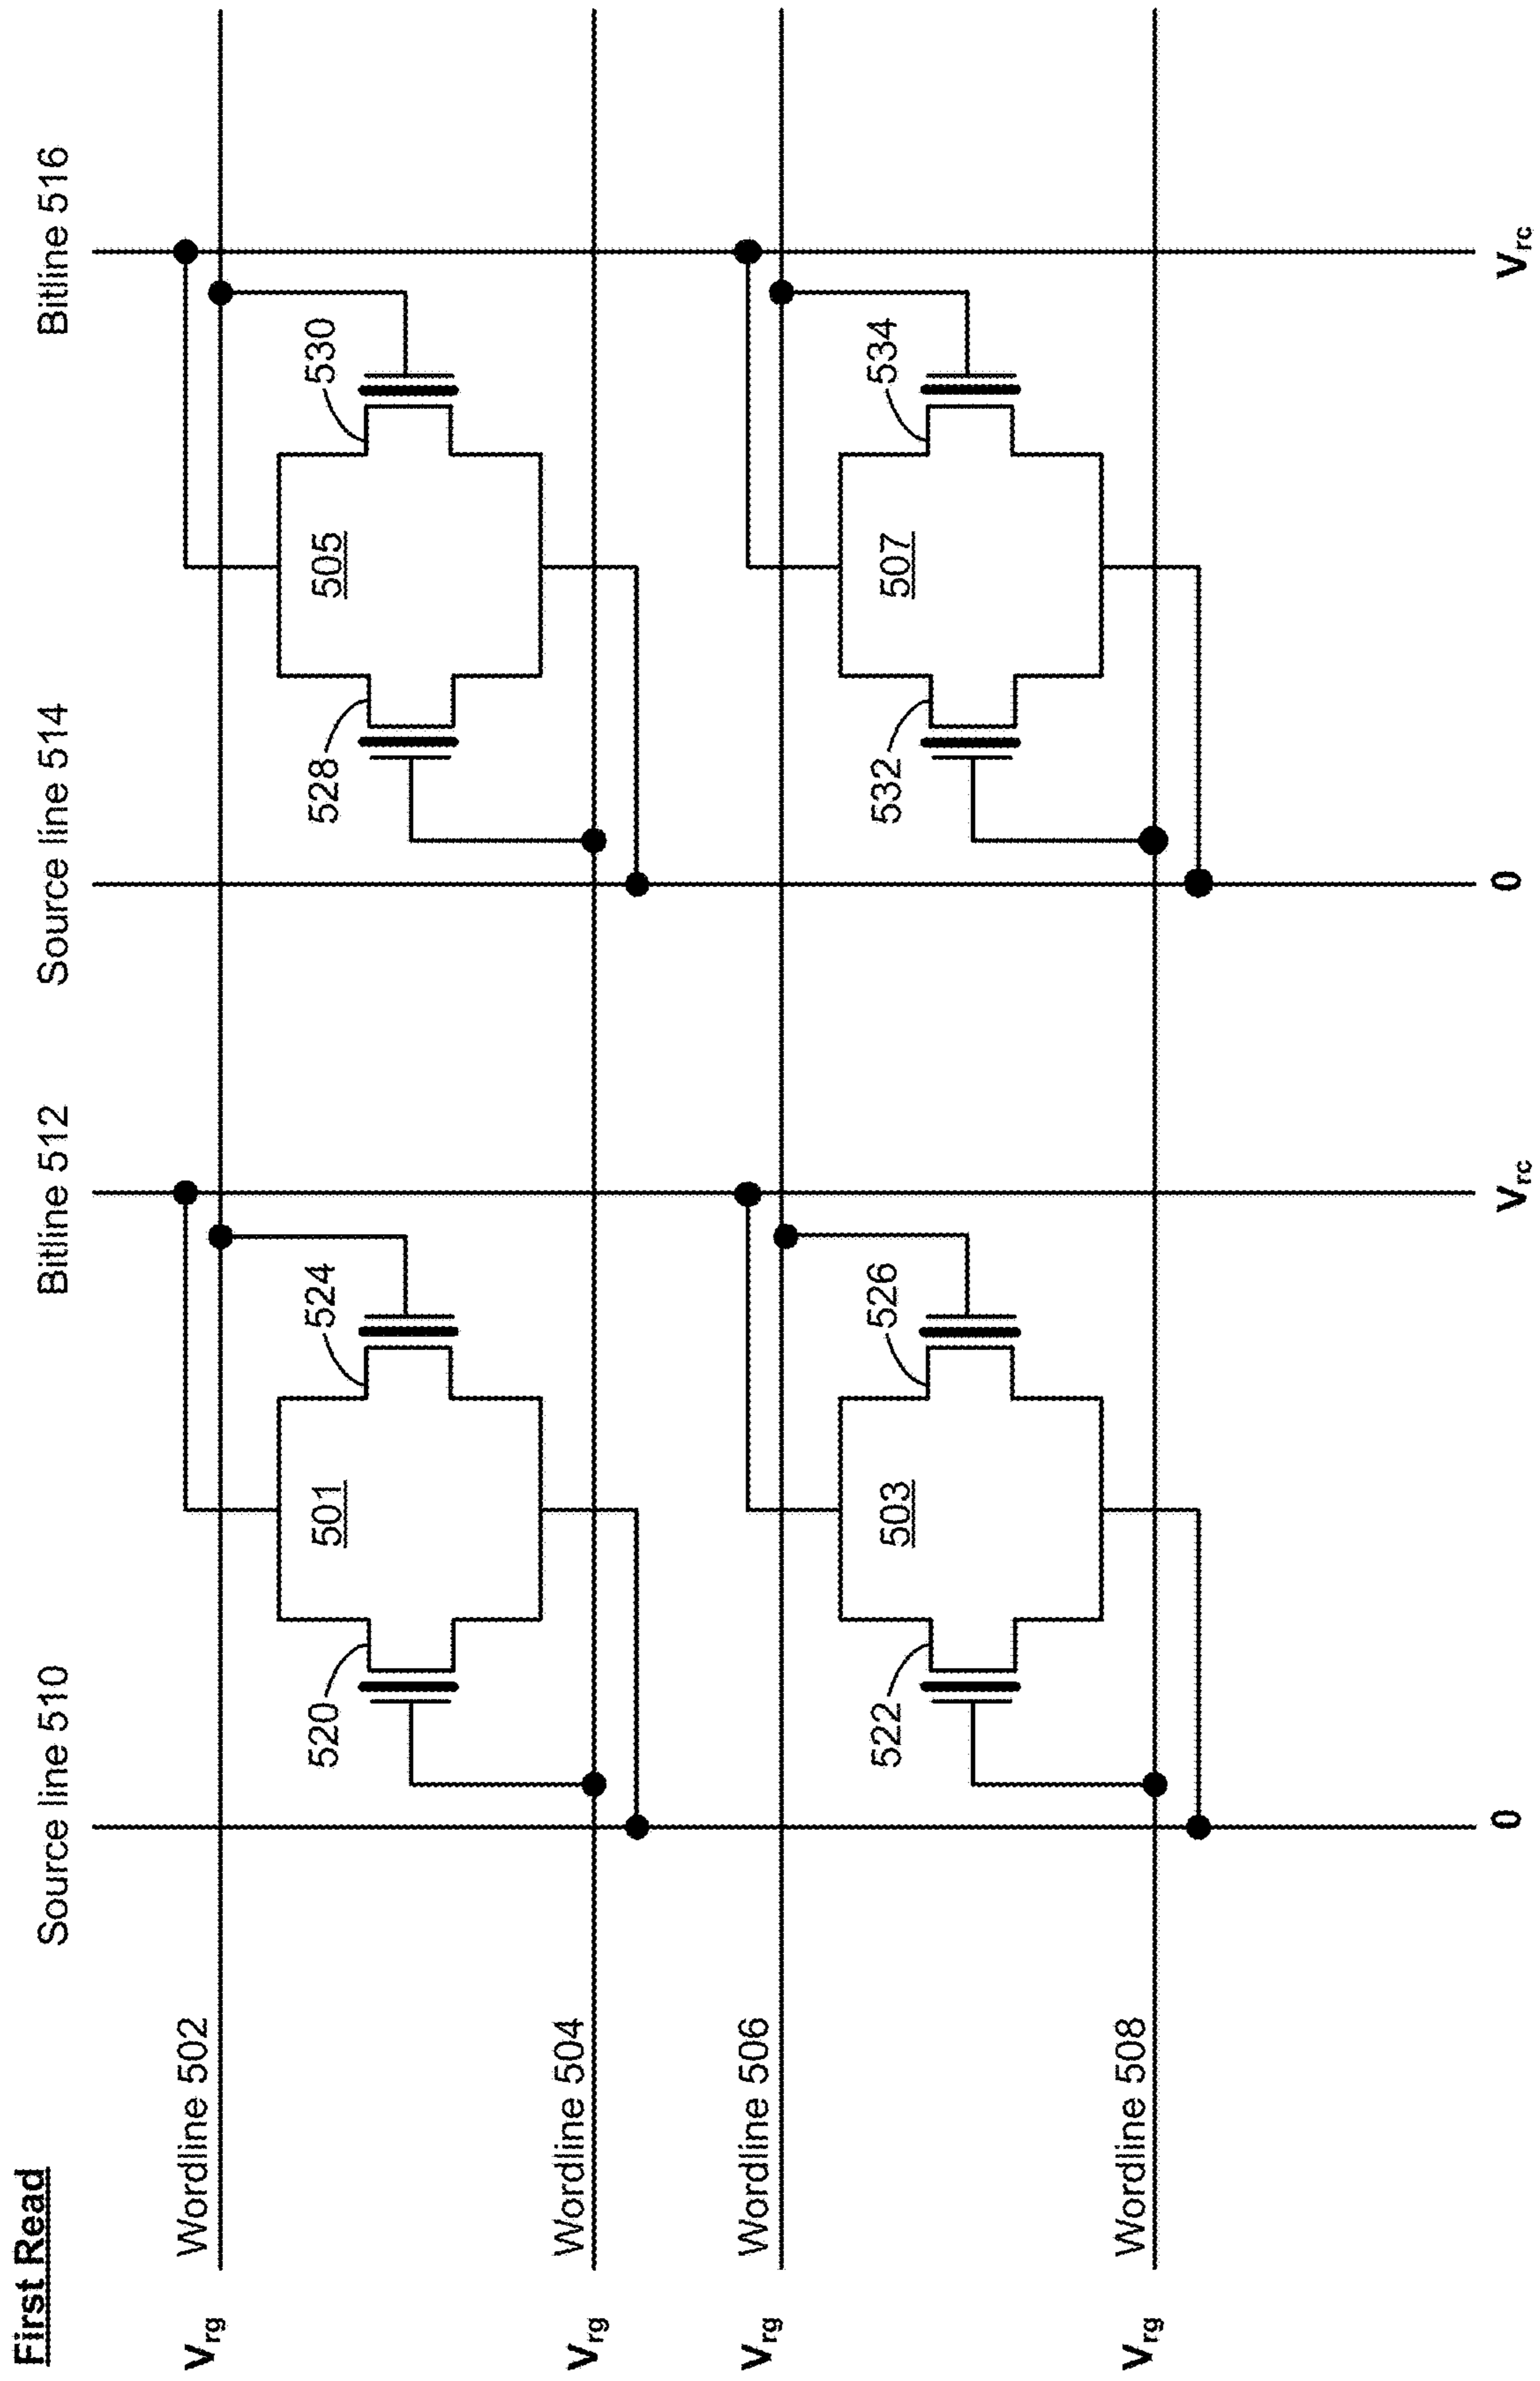 First Read
Source line 510
Bitline 512
Source line 514
Bitline 516
Vrg
Wordline 502
520
501
524
528
505
530
Vrg
Wordline 504
Vrg
Wordline 506
522
503
526
532
507
534
Vrg
Wordline 508
0
Vrc
0
Vrc